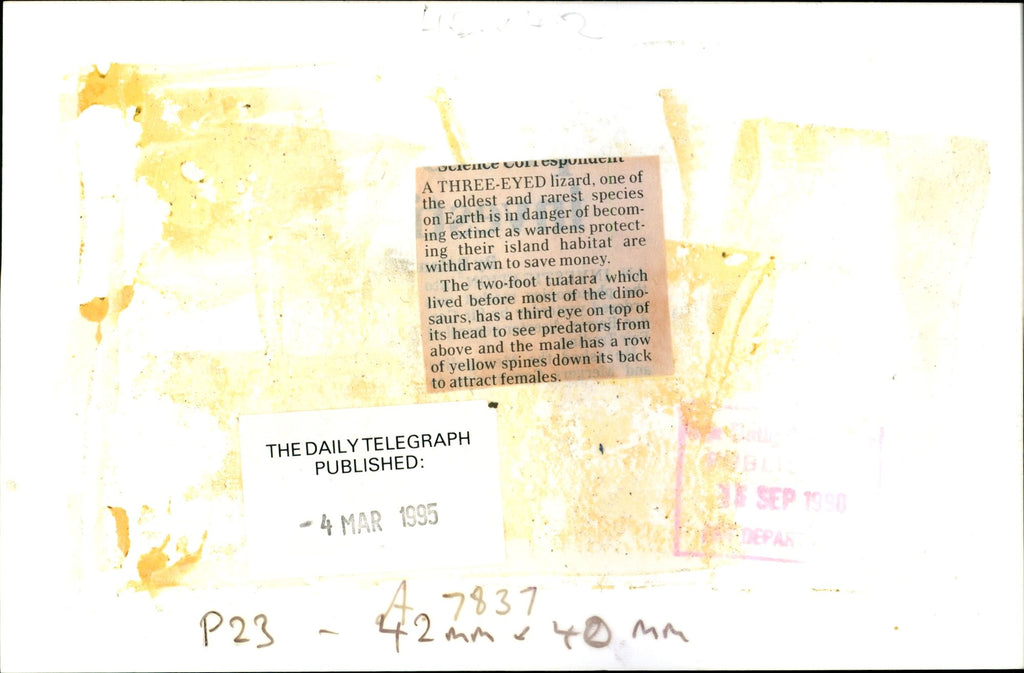 Science Correspondent
A THREE-EYED lizard, one of
the oldest and rarest species
on Earth is in danger of becom-
ing extinct as wardens protect-
ing their island habitat are
withdrawn to save money.
The two-foot tuatara which
lived before most of the dino-
saurs, has a third eye on top of
its head to see predators from
above and the male has a row
of yellow spines down its back
to attract females.
THE DAILY TELEGRAPH
PUBLISHED:
- 4 MAR 1995
SEP
A 7837
P23 - 42mm x 40 mm